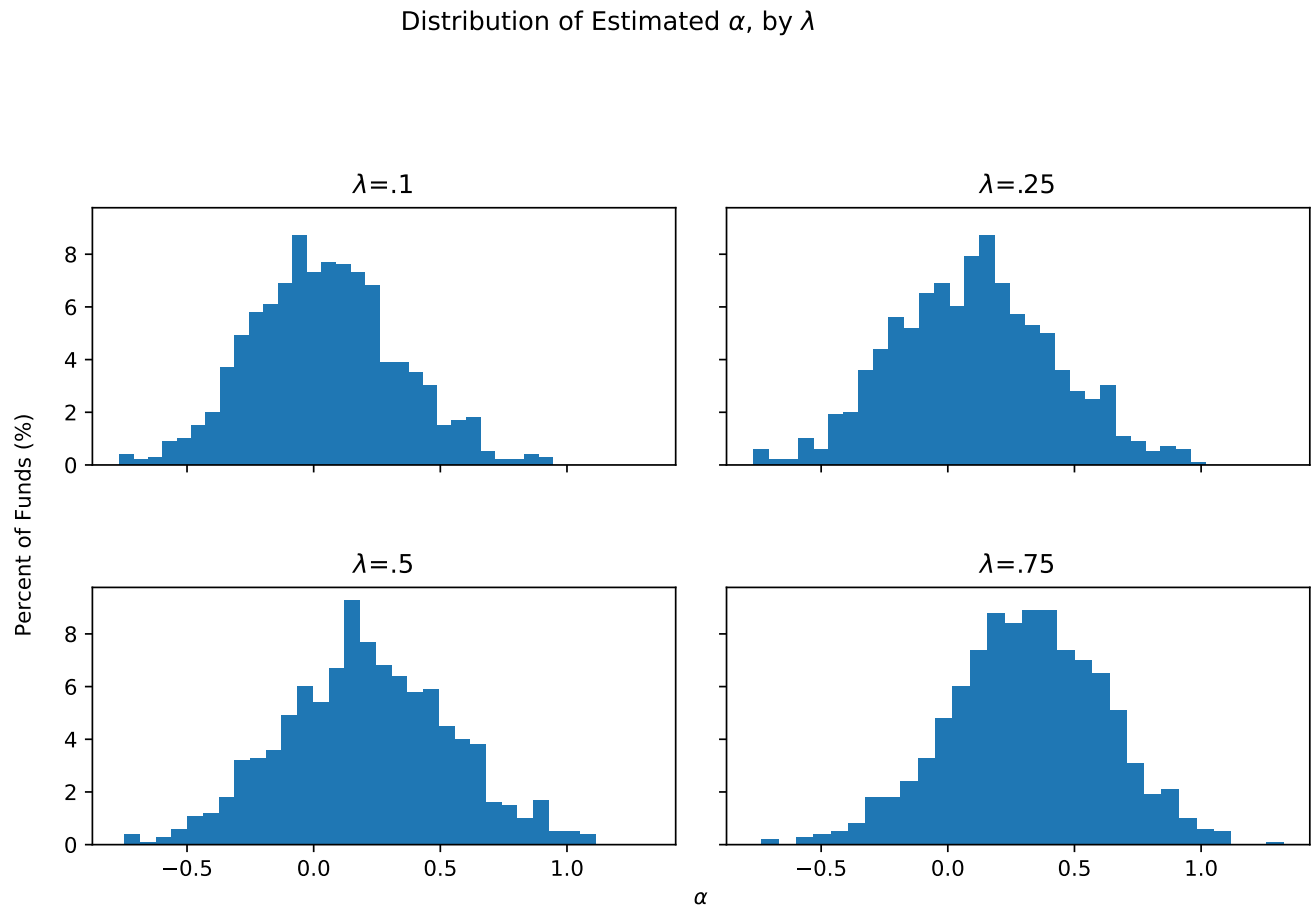 Distribution of Estimated α, by λ
λ=.1
λ=.25
8
6
4
2
0
Percent of Funds (%)
λ=.5
λ=.75
8
6
4
2
0
−0.5 0.0 0.5 1.0
−0.5 0.0 0.5 1.0
α